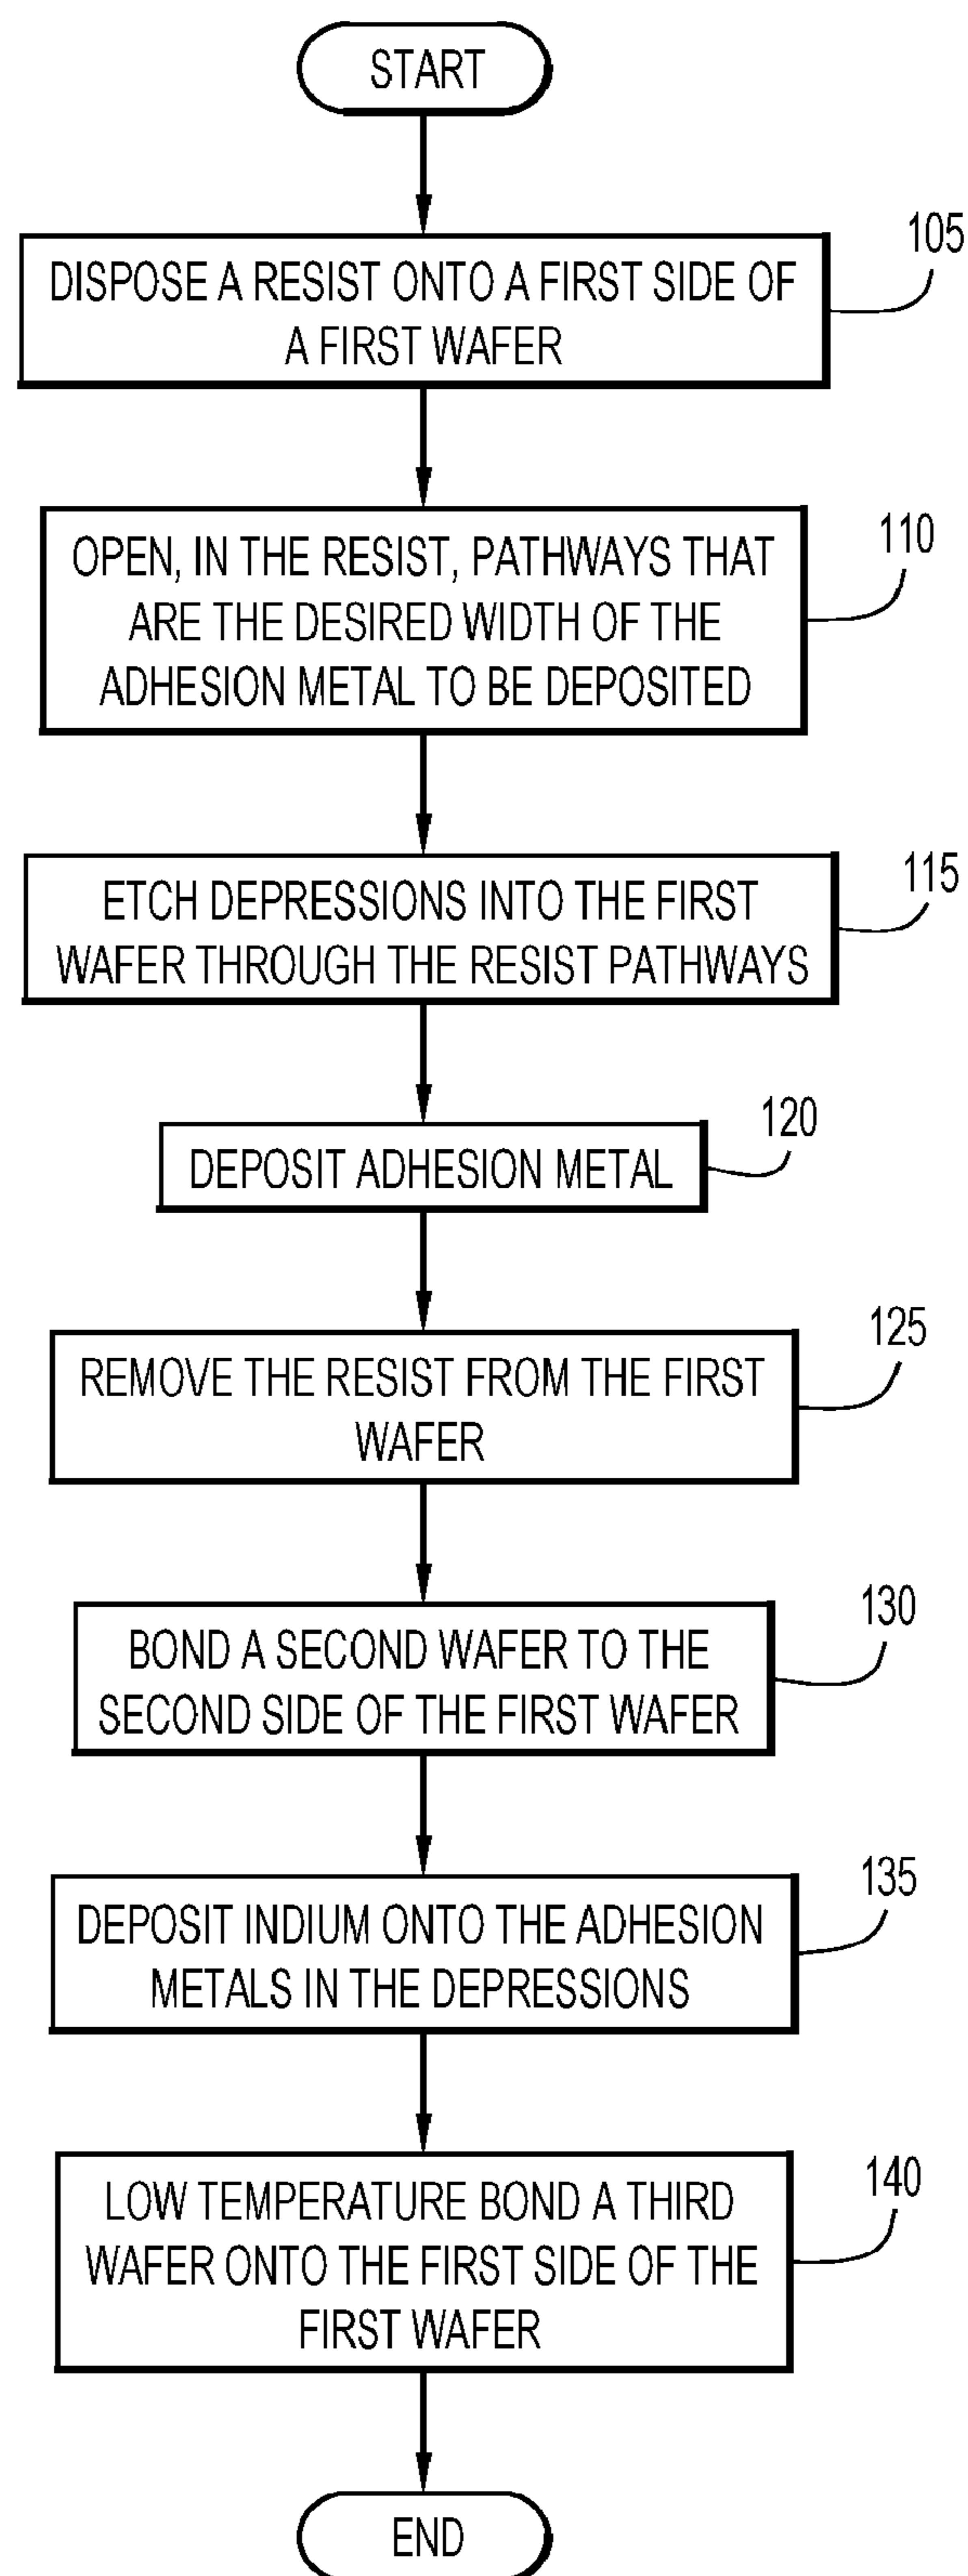 START
105
DISPOSE A RESIST ONTO A FIRST SIDE OF
A FIRST WAFER
110
OPEN, IN THE RESIST, PATHWAYS THAT
ARE THE DESIRED WIDTH OF THE
ADHESION METAL TO BE DEPOSITED
115
ETCH DEPRESSIONS INTO THE FIRST
WAFER THROUGH THE RESIST PATHWAYS
120
DEPOSIT ADHESION METAL
125
REMOVE THE RESIST FROM THE FIRST
WAFER
130
BOND A SECOND WAFER TO THE
SECOND SIDE OF THE FIRST WAFER
135
DEPOSIT INDIUM ONTO THE ADHESION
METALS IN THE DEPRESSIONS
140
LOW TEMPERATURE BOND A THIRD
WAFER ONTO THE FIRST SIDE OF THE
FIRST WAFER
END